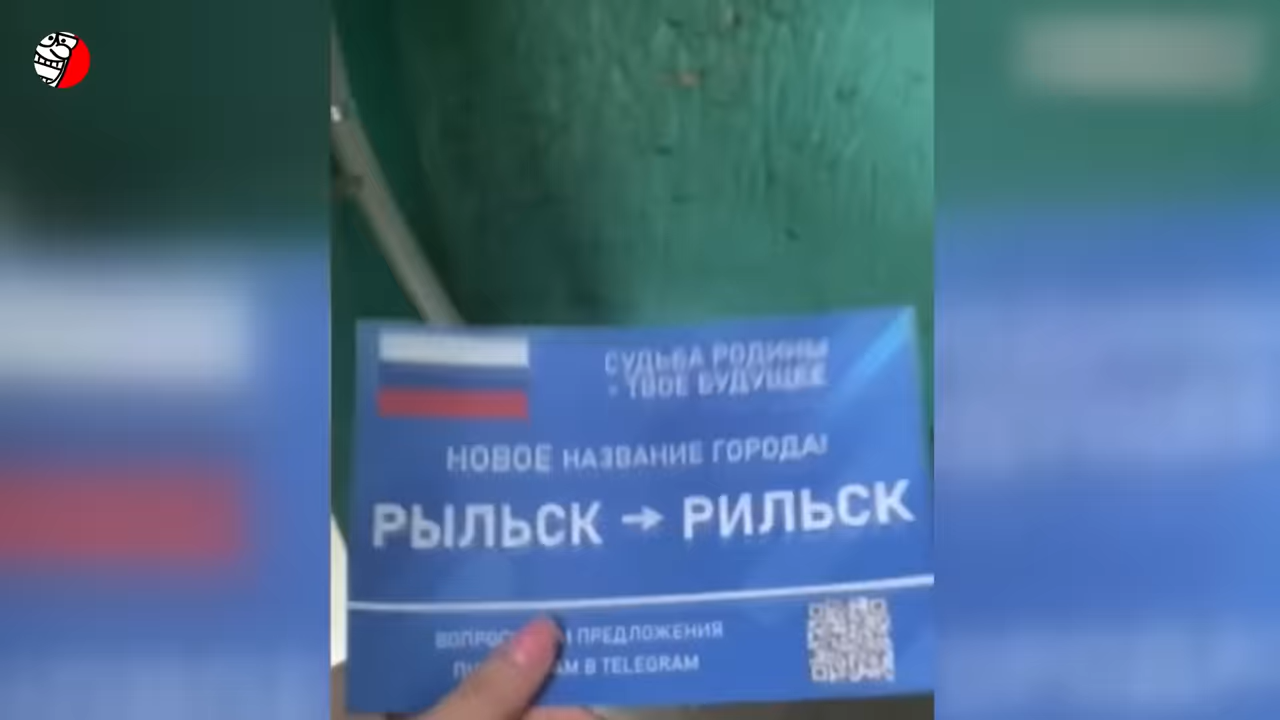 СУДЬБА РОДИНЫ
- ТВОЕ БУДУЩЕЕ
НОВОЕ НАЗВАНИЕ ГОРОДА!
РЫЛЬСК → РИЛЬСК
ПРЕДЛОЖЕНИЯ
В TELEGRAM